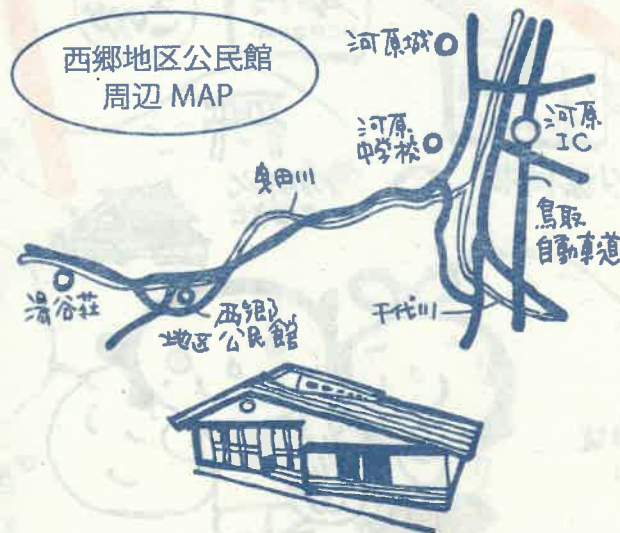 西郷地区公民館
周辺 MAP
河原城
河原
中学校
河原
IC
曳田川
鳥取
自動車道
湯谷荘
西郷
地区公民館
千代川